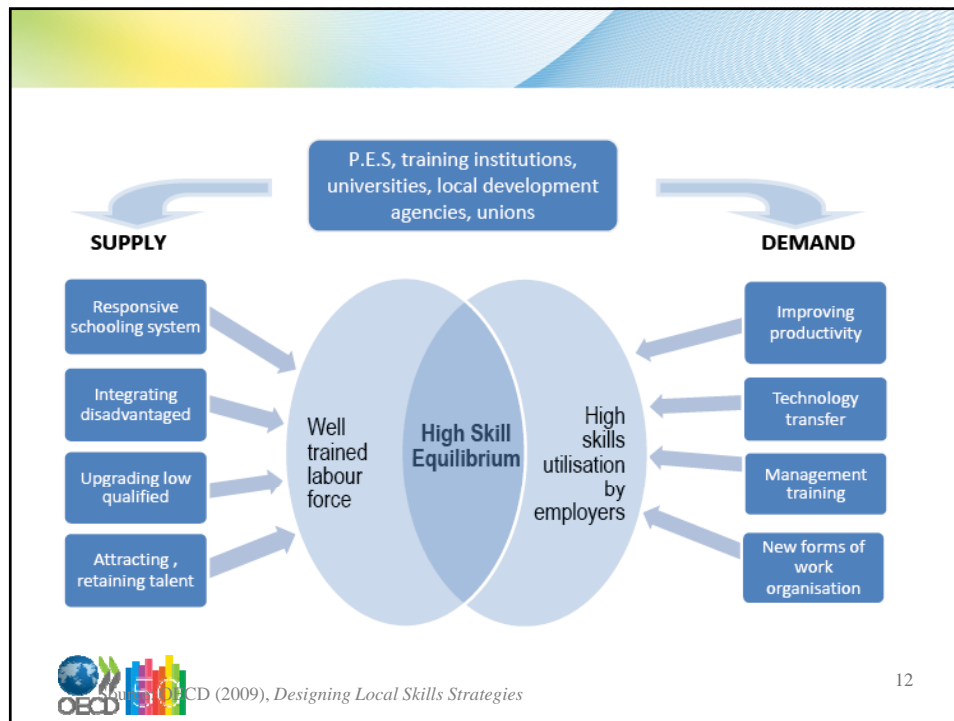 P.E.S, training institutions,
universities, local development
agencies, unions
SUPPLY
DEMAND
Responsive
schooling system
Integrating
disadvantaged
Upgrading low
qualified
Attracting ,
retaining talent
Well
trained
labour
force
High Skill
Equilibrium
High
skills
utilisation
by
employers
Improving
productivity
Technology
transfer
Management
training
New forms of
work
organisation
OECD
Source: OECD (2009), Designing Local Skills Strategies
12